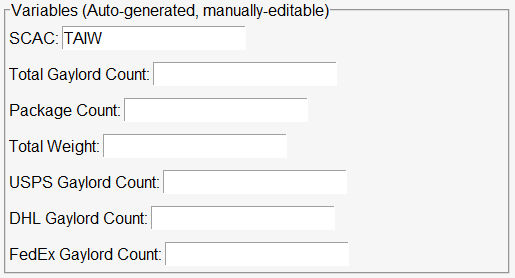 Variables (Auto-generated, manually-editable)
SCAC: TAIW
Total Gaylord Count:
Package Count:
Total Weight:
USPS Gaylord Count:
DHL Gaylord Count:
FedEx Gaylord Count: